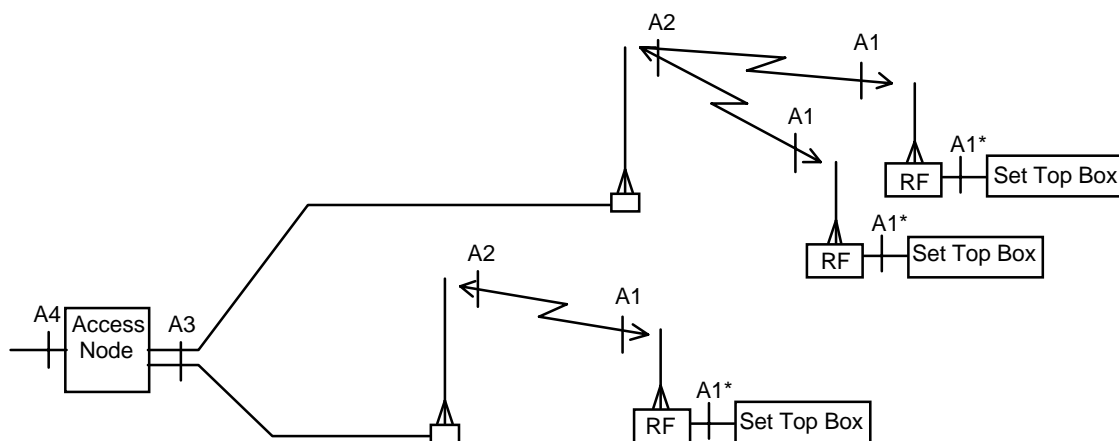 A2
A1
A1
A1*
RF
Set Top Box
A1*
RF
Set Top Box
A2
A1
A4
Access
Node
A3
A1*
RF
Set Top Box